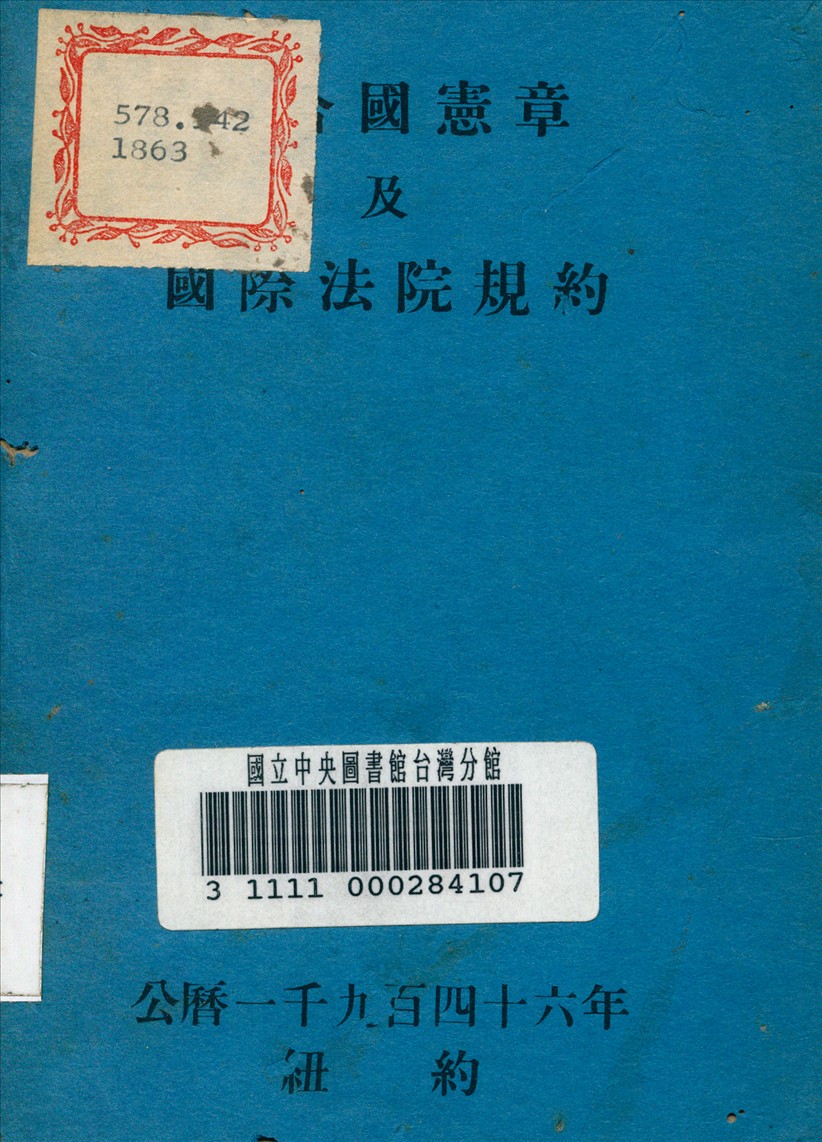 578. 42
1863
合國憲章
及
國際法院規約
國立中央圖書館台灣分館
3 1111 000284107
公曆一千九百四十六年
紐 約